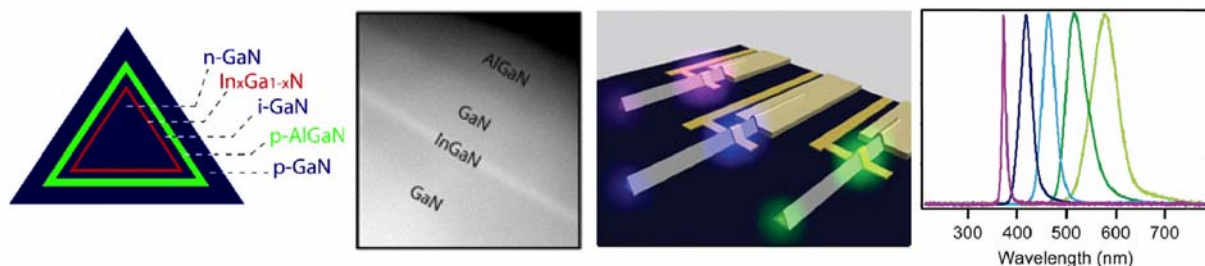 n-GaN
InxGa1-xN
i-GaN
p-AlGaN
p-GaN
AlGaN
GaN
InGaN
GaN
300 400 500 600 700
Wavelength (nm)